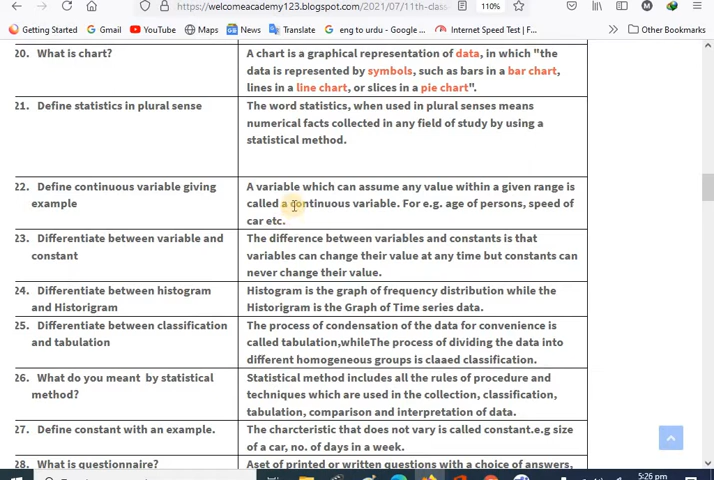 https://welcomeacademy123.blogspot.com/2021/07/11th-class- 110%
Getting Started Gmail YouTube Maps News Translate eng to urdu - Google ... Internet Speed Test | F... Other Bookmarks
20. What is chart? A chart is a graphical representation of data, in which "the
data is represented by symbols, such as bars in a bar chart,
lines in a line chart, or slices in a pie chart".
21. Define statistics in plural sense The word statistics, when used in plural senses means
numerical facts collected in any field of study by using a
statistical method.
22. Define continuous variable giving A variable which can assume any value within a given range is
example called a continuous variable. For e.g. age of persons, speed of
car etc.
23. Differentiate between variable and The difference between variables and constants is that
constant variables can change their value at any time but constants can
never change their value.
24. Differentiate between histogram Histogram is the graph of frequency distribution while the
and Historigram Historigram is the Graph of Time series data.
25. Differentiate between classification The process of condensation of the data for convenience is
and tabulation called tabulation,whileThe process of dividing the data into
different homogeneous groups is claaed classification.
26. What do you meant by statistical Statistical method includes all the rules of procedure and
method? techniques which are used in the collection, classification,
tabulation, comparison and interpretation of data.
27. Define constant with an example. The charcteristic that does not vary is called constant.e.g size
of a car, no. of days in a week.
28. What is questionnaire? Aset of printed or written questions with a choice of answers,
5:26 pm